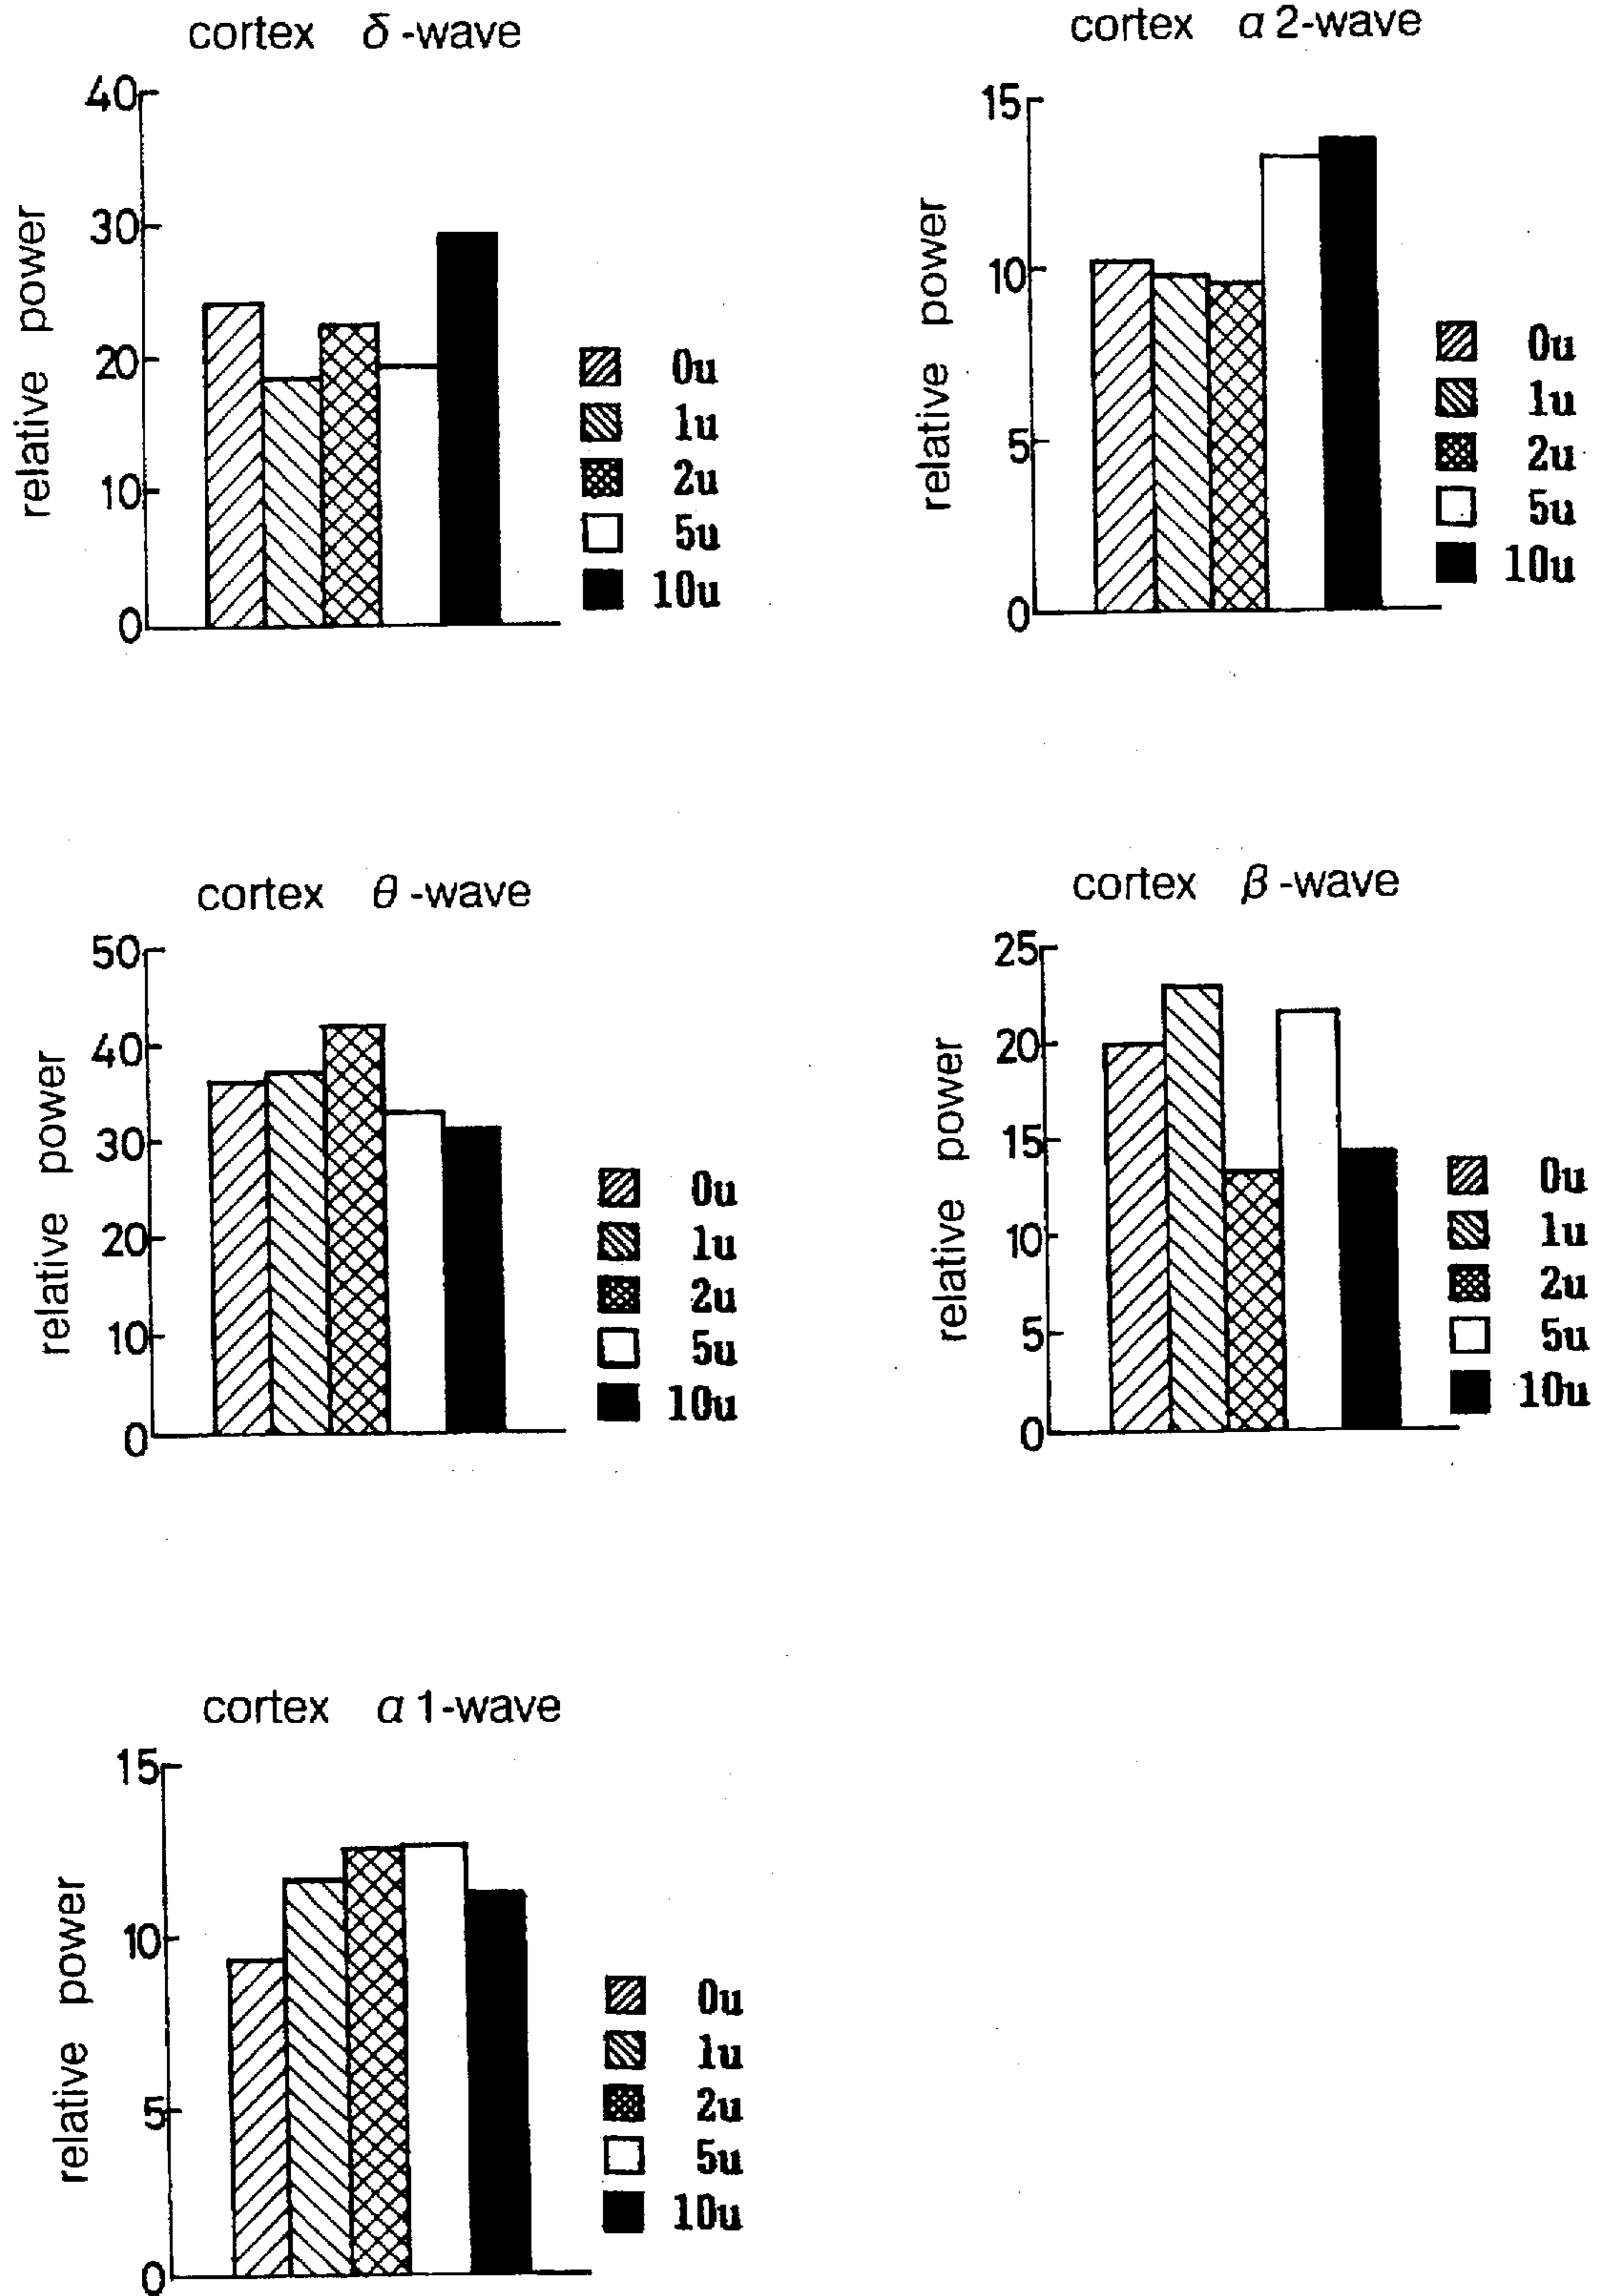 cortex δ-wave
relative power
40
30
20
10
0
0u
1u
2u
5u
10u
cortex α2-wave
relative power
15
10
5
0
0u
1u
2u
5u
10u
cortex θ-wave
relative power
50
40
30
20
10
0
0u
1u
2u
5u
10u
cortex β-wave
relative power
25
20
15
10
5
0
0u
1u
2u
5u
10u
cortex α1-wave
relative power
15
10
5
0
0u
1u
2u
5u
10u